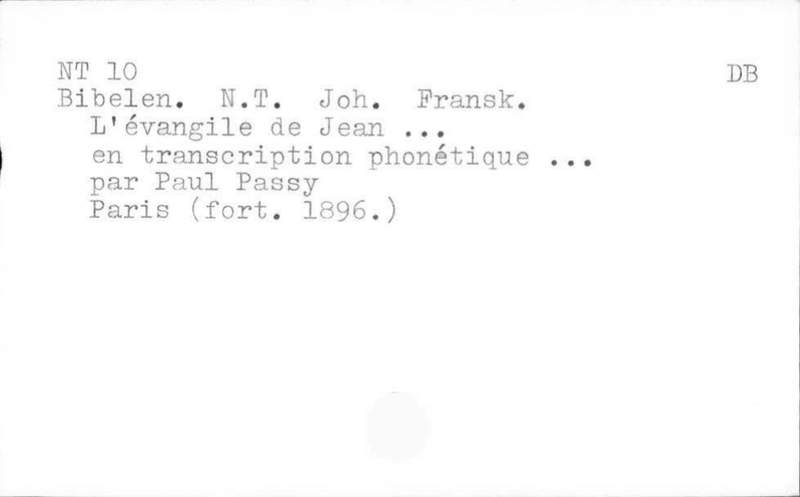 NT 10 DB
Bibelen. N.T. Joh. Fransk.
L'évangile de Jean ...
en transcription phonétique ...
par Paul Passy
Paris (fort. 1896.)